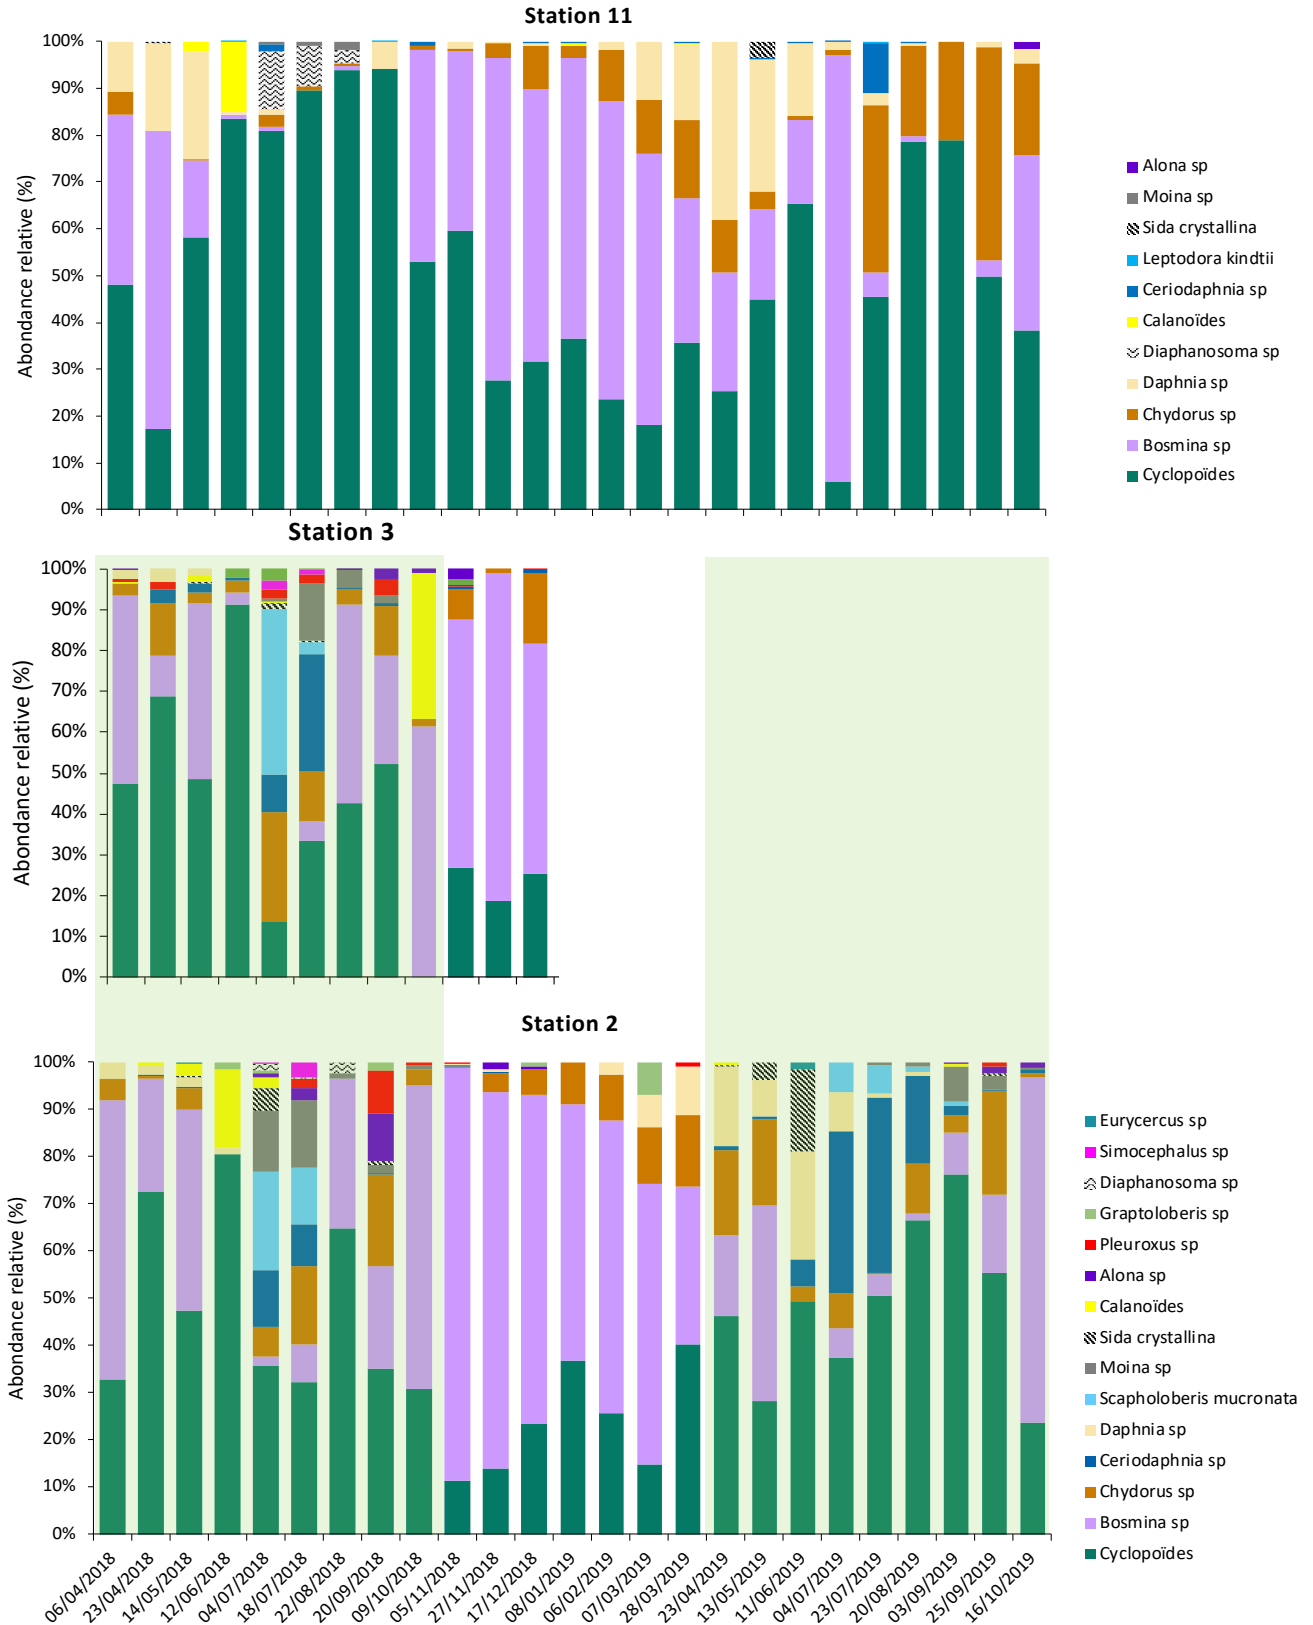 Station 11
Abondance relative (%)
100%
90%
80%
70%
60%
50%
40%
30%
20%
10%
0%
Alona sp
Moina sp
Sida crystallina
Leptodora kindtii
Ceriodaphnia sp
Calanoïdes
Diaphanosoma sp
Daphnia sp
Chydorus sp
Bosmina sp
Cyclopoïdes
Station 3
Abondance relative (%)
100%
90%
80%
70%
60%
50%
40%
30%
20%
10%
0%
Station 2
Abondance relative (%)
100%
90%
80%
70%
60%
50%
40%
30%
20%
10%
0%
Eurycercus sp
Simocephalus sp
Diaphanosoma sp
Graptoloberis sp
Pleuroxus sp
Alona sp
Calanoïdes
Sida crystallina
Moina sp
Scapholoberis mucronata
Daphnia sp
Ceriodaphnia sp
Chydorus sp
Bosmina sp
Cyclopoïdes
06/04/2018
23/04/2018
14/05/2018
12/06/2018
04/07/2018
18/07/2018
22/08/2018
20/09/2018
09/10/2018
05/11/2018
27/11/2018
17/12/2018
08/01/2019
06/02/2019
07/03/2019
28/03/2019
23/04/2019
13/05/2019
11/06/2019
04/07/2019
23/07/2019
20/08/2019
03/09/2019
25/09/2019
16/10/2019